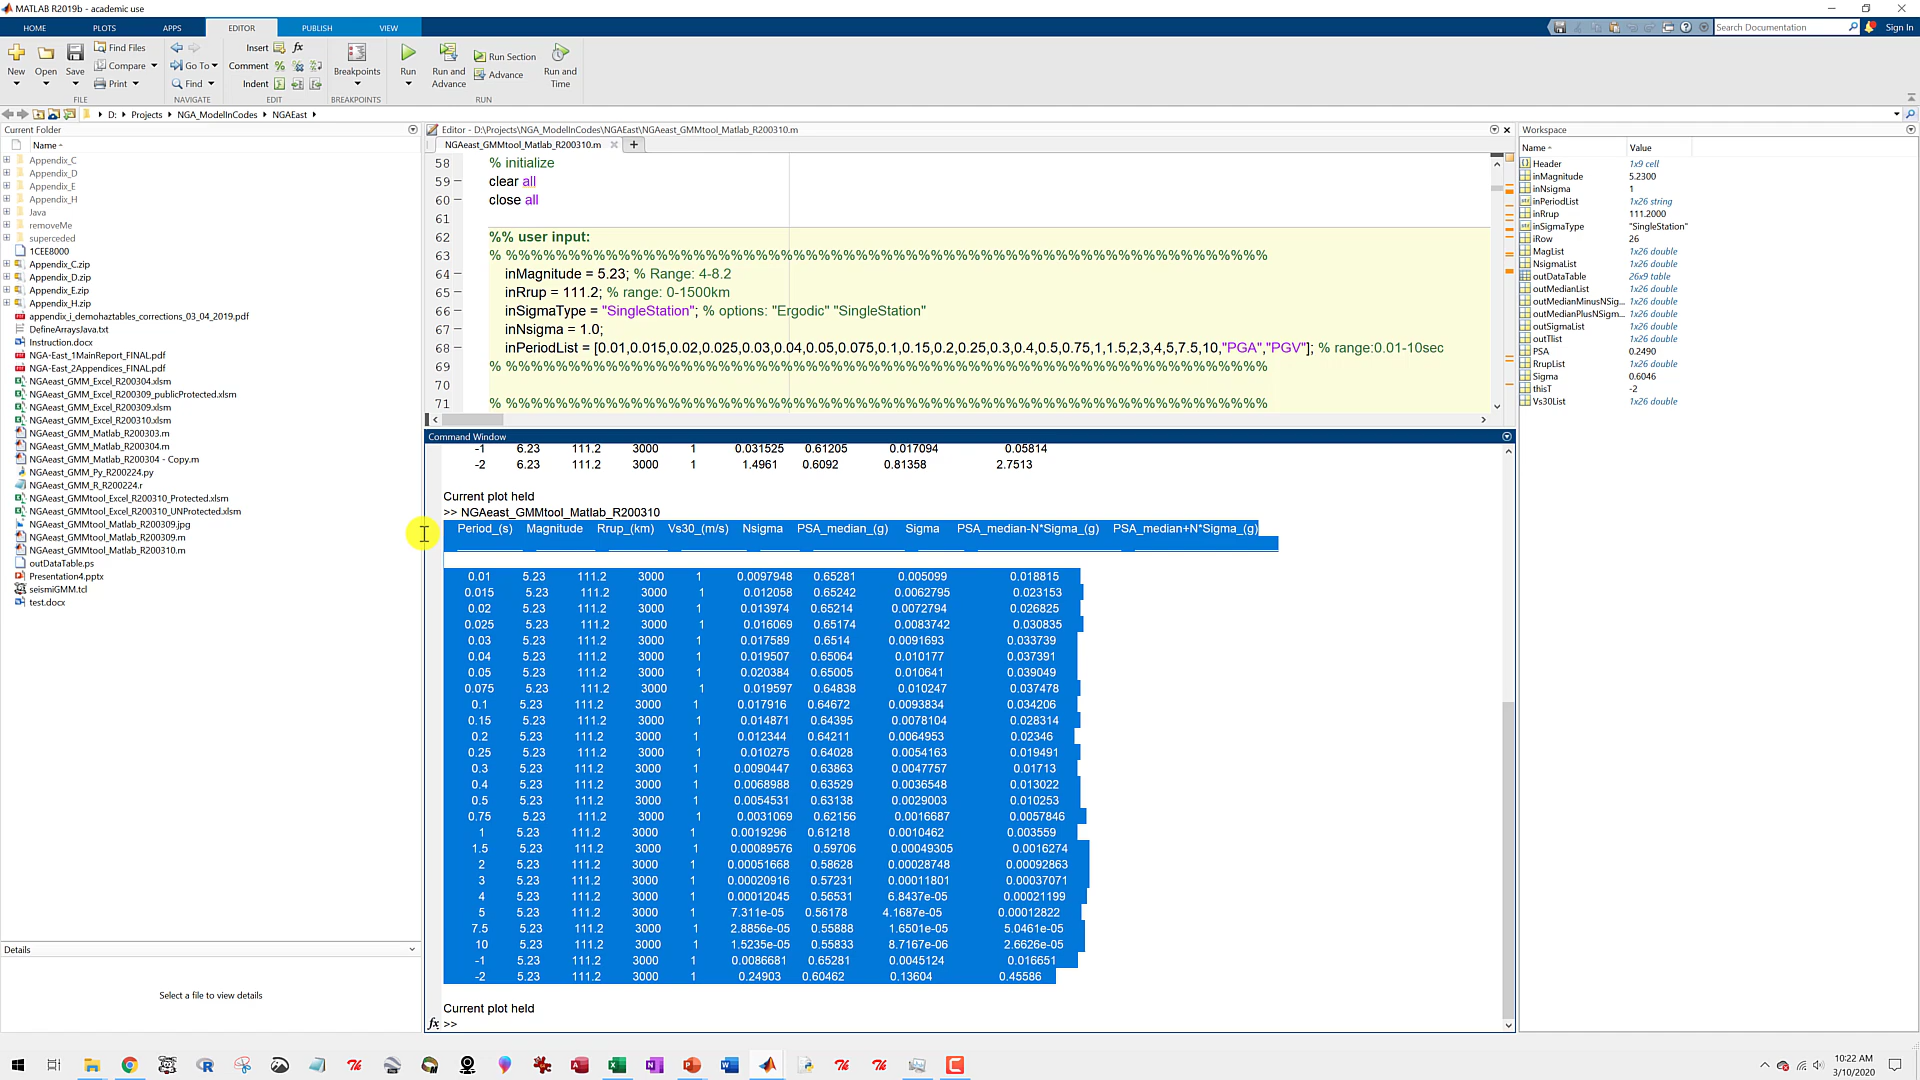 MATLAB R2019b - academic use
HOME PLOTS APPS EDITOR PUBLISH VIEW
Search Documentation
Sign In
New
Open
Save
Find Files
Compare
Print
Go To
Find
Insert
Comment
Indent
Breakpoints
Run
Run and Advance
Run Section
Advance
Run and Time
FILE NAVIGATE EDIT BREAKPOINTS RUN
D: Projects NGA_ModelInCodes NGAEast
Current Folder
Name
Appendix_C
Appendix_D
Appendix_E
Appendix_H
Java
removeMe
superceded
1CEE8000
Appendix_C.zip
Appendix_D.zip
Appendix_E.zip
Appendix_H.zip
appendix_i_demohaztables_corrections_03_04_2019.pdf
DefineArraysJava.txt
Instruction.docx
NGA-East_1MainReport_FINAL.pdf
NGA-East_2Appendices_FINAL.pdf
NGAeast_GMM_Excel_R200304.xlsm
NGAeast_GMM_Excel_R200309_publicProtected.xlsm
NGAeast_GMM_Excel_R200309.xlsm
NGAeast_GMM_Excel_R200310.xlsm
NGAeast_GMM_Matlab_R200303.m
NGAeast_GMM_Matlab_R200304.m
NGAeast_GMM_Matlab_R200304 - Copy.m
NGAeast_GMM_Py_R200224.py
NGAeast_GMM_R_R200224.r
NGAeast_GMMtool_Excel_R200310_Protected.xlsm
NGAeast_GMMtool_Excel_R200310_UNProtected.xlsm
NGAeast_GMMtool_Matlab_R200309.jpg
NGAeast_GMMtool_Matlab_R200309.m
NGAeast_GMMtool_Matlab_R200310.m
outDataTable.ps
Presentation4.pptx
seismiGMM.tcl
test.docx
Details
Select a file to view details
Editor - D:\Projects\NGA_ModelInCodes\NGAEast\NGAeast_GMMtool_Matlab_R200310.m
NGAeast_GMMtool_Matlab_R200310.m
58 % initialize
59 clear all
60 close all
61
62 %% user input:
63 % %%%%%%%%%%%%%%%%%%%%%%%%%%%%%%%%%%%%%%%%%%%%%%%%%%%%%%%%%%%%%
64 inMagnitude = 5.23; % Range: 4-8.2
65 inRrup = 111.2; % range: 0-1500km
66 inSigmaType = "SingleStation"; % options: "Ergodic" "SingleStation"
67 inNsigma = 1.0;
68 inPeriodList = [0.01,0.015,0.02,0.025,0.03,0.04,0.05,0.075,0.1,0.15,0.2,0.25,0.3,0.4,0.5,0.75,1,1.5,2,3,4,5,7.5,10,"PGA","PGV"]; % range:0.01-10sec
69 % %%%%%%%%%%%%%%%%%%%%%%%%%%%%%%%%%%%%%%%%%%%%%%%%%%%%%%%%%%%%%
70
71 % %%%%%%%%%%%%%%%%%%%%%%%%%%%%%%%%%%%%%%%%%%%%%%%%%%%%%%%%%%%%%
Command Window
-1 6.23 111.2 3000 1 0.031525 0.61205 0.017094 0.05814
-2 6.23 111.2 3000 1 1.4961 0.6092 0.81358 2.7513
Current plot held
>> NGAeast_GMMtool_Matlab_R200310
Period_(s) Magnitude Rrup_(km) Vs30_(m/s) Nsigma PSA_median_(g) Sigma PSA_median-N*Sigma_(g) PSA_median+N*Sigma_(g)
0.01 5.23 111.2 3000 1 0.0097948 0.65281 0.005099 0.018815
0.015 5.23 111.2 3000 1 0.012058 0.65242 0.0062795 0.023153
0.02 5.23 111.2 3000 1 0.013974 0.65214 0.0072794 0.026825
0.025 5.23 111.2 3000 1 0.016069 0.65174 0.0083742 0.030835
0.03 5.23 111.2 3000 1 0.017589 0.6514 0.0091693 0.033739
0.04 5.23 111.2 3000 1 0.019507 0.65064 0.010177 0.037391
0.05 5.23 111.2 3000 1 0.020384 0.65005 0.010641 0.039049
0.075 5.23 111.2 3000 1 0.019597 0.64838 0.010247 0.037478
0.1 5.23 111.2 3000 1 0.017916 0.64672 0.0093834 0.034206
0.15 5.23 111.2 3000 1 0.014871 0.64395 0.0078104 0.028314
0.2 5.23 111.2 3000 1 0.012344 0.64211 0.0064953 0.02346
0.25 5.23 111.2 3000 1 0.010275 0.64028 0.0054163 0.019491
0.3 5.23 111.2 3000 1 0.0090447 0.63863 0.0047757 0.01713
0.4 5.23 111.2 3000 1 0.0068988 0.63529 0.0036548 0.013022
0.5 5.23 111.2 3000 1 0.0054531 0.63138 0.0029003 0.010253
0.75 5.23 111.2 3000 1 0.0031069 0.62156 0.0016687 0.0057846
1 5.23 111.2 3000 1 0.0019296 0.61218 0.0010462 0.003559
1.5 5.23 111.2 3000 1 0.00089576 0.59706 0.00049305 0.0016274
2 5.23 111.2 3000 1 0.00051668 0.58628 0.00028748 0.00092863
3 5.23 111.2 3000 1 0.00020916 0.57231 0.00011801 0.00037071
4 5.23 111.2 3000 1 0.00012045 0.56531 6.8437e-05 0.00021199
5 5.23 111.2 3000 1 7.311e-05 0.56178 4.1687e-05 0.00012822
7.5 5.23 111.2 3000 1 2.8856e-05 0.55888 1.6501e-05 5.0461e-05
10 5.23 111.2 3000 1 1.5235e-05 0.55833 8.7167e-06 2.6626e-05
-1 5.23 111.2 3000 1 0.0086681 0.65281 0.0045124 0.016651
-2 5.23 111.2 3000 1 0.24903 0.60462 0.13604 0.45586
Current plot held
fx >>
Workspace
Name Value
Header 1x9 cell
inMagnitude 5.2300
inNsigma 1
inPeriodList 1x26 string
inRrup 111.2000
inSigmaType "SingleStation"
iRow 26
MagList 1x26 double
NsigmaList 1x26 double
outDataTable 26x9 table
outMedianList 1x26 double
outMedianMinusNSig... 1x26 double
outMedianPlusNSigm... 1x26 double
outSigmaList 1x26 double
outTlist 1x26 double
PSA 0.2490
RrupList 1x26 double
Sigma 0.6046
thisT -2
Vs30List 1x26 double
10:22 AM
3/10/2020